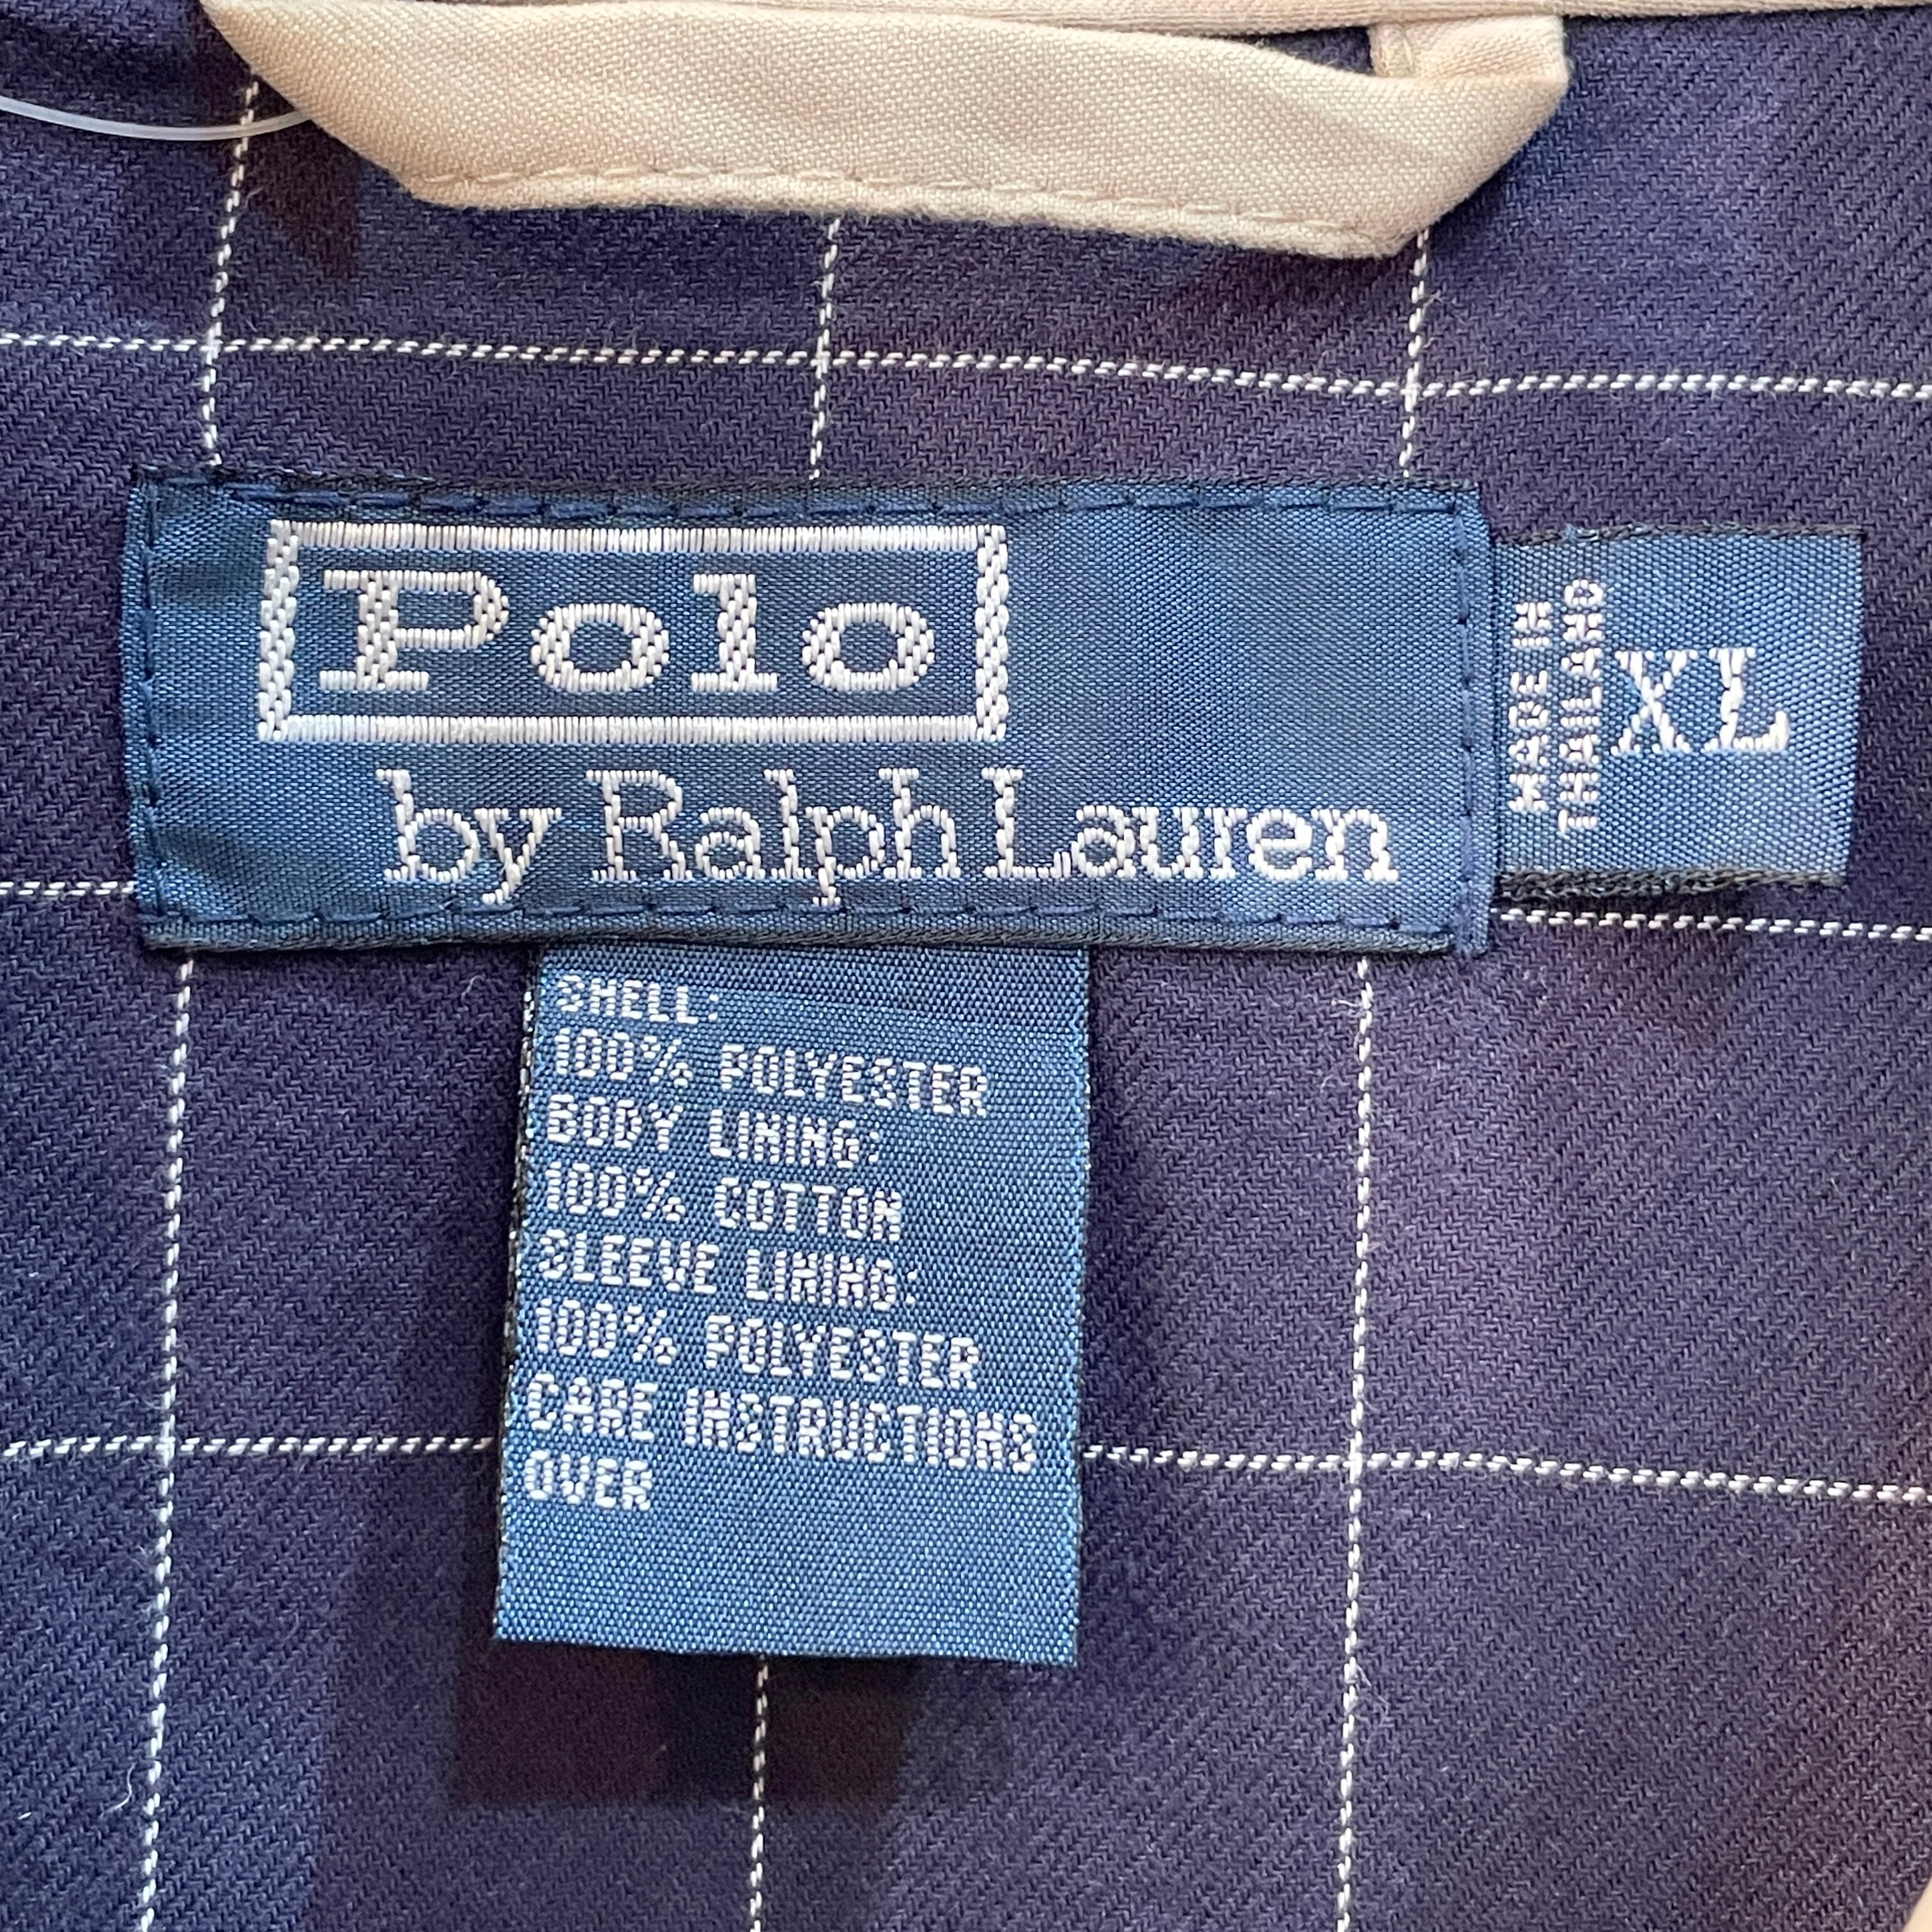 Polo
by Ralph Lauren
MADE IN
THAILAND
XL
SHELL:
100% POLYESTER
BODY LINING:
100% COTTON
SLEEVE LINING:
100% POLYESTER
CARE INSTRUCTIONS
OVER